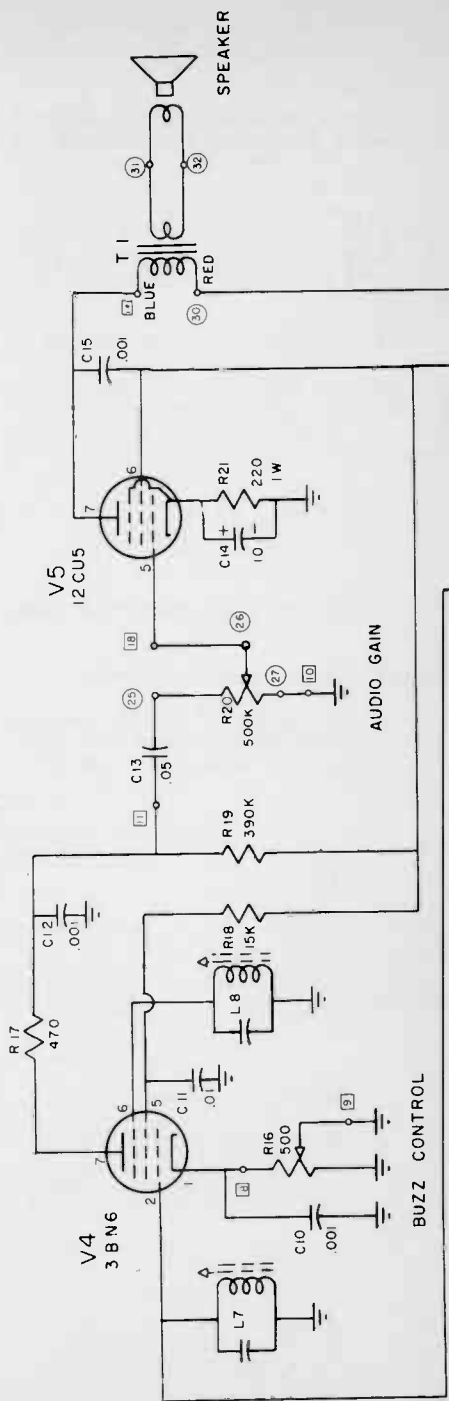 V4
3BN6
7
6
5
2
1
L7
C10
.001
R16
500
9
BUZZ CONTROL
C11
.01
L8
R17
470
C12
.001
R18
15K
R19
390K
11
C13
.05
25
R20
500K
26
27
10
18
AUDIO GAIN
V5
12CU5
7
6
5
C14
+
-
10
R21
220
1W
C15
.001
T1
BLUE
RED
30
31
32
SPEAKER